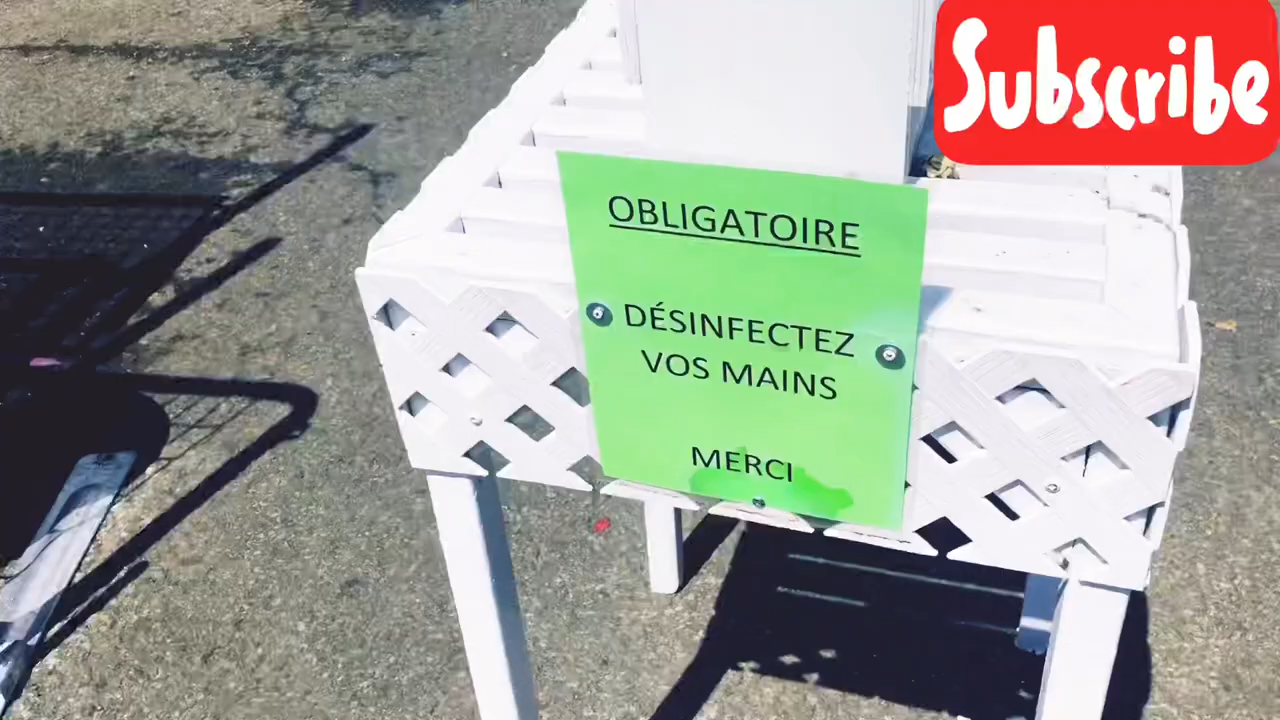 Subscribe
OBLIGATOIRE
DÉSINFECTEZ
VOS MAINS
MERCI